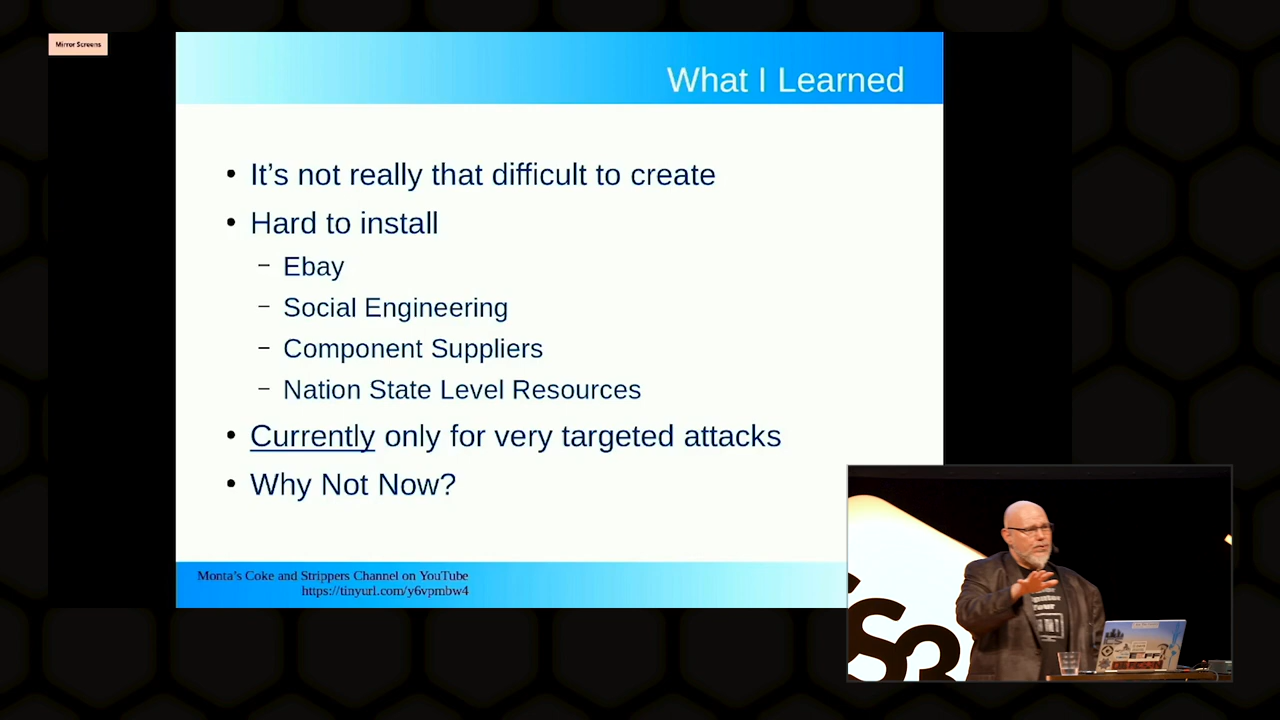 Mirror Screens
What I Learned
• It’s not really that difficult to create
• Hard to install
– Ebay
– Social Engineering
– Component Suppliers
– Nation State Level Resources
• Currently only for very targeted attacks
• Why Not Now?
Monta’s Coke and Strippers Channel on YouTube
https://tinyurl.com/y6vpmbw4